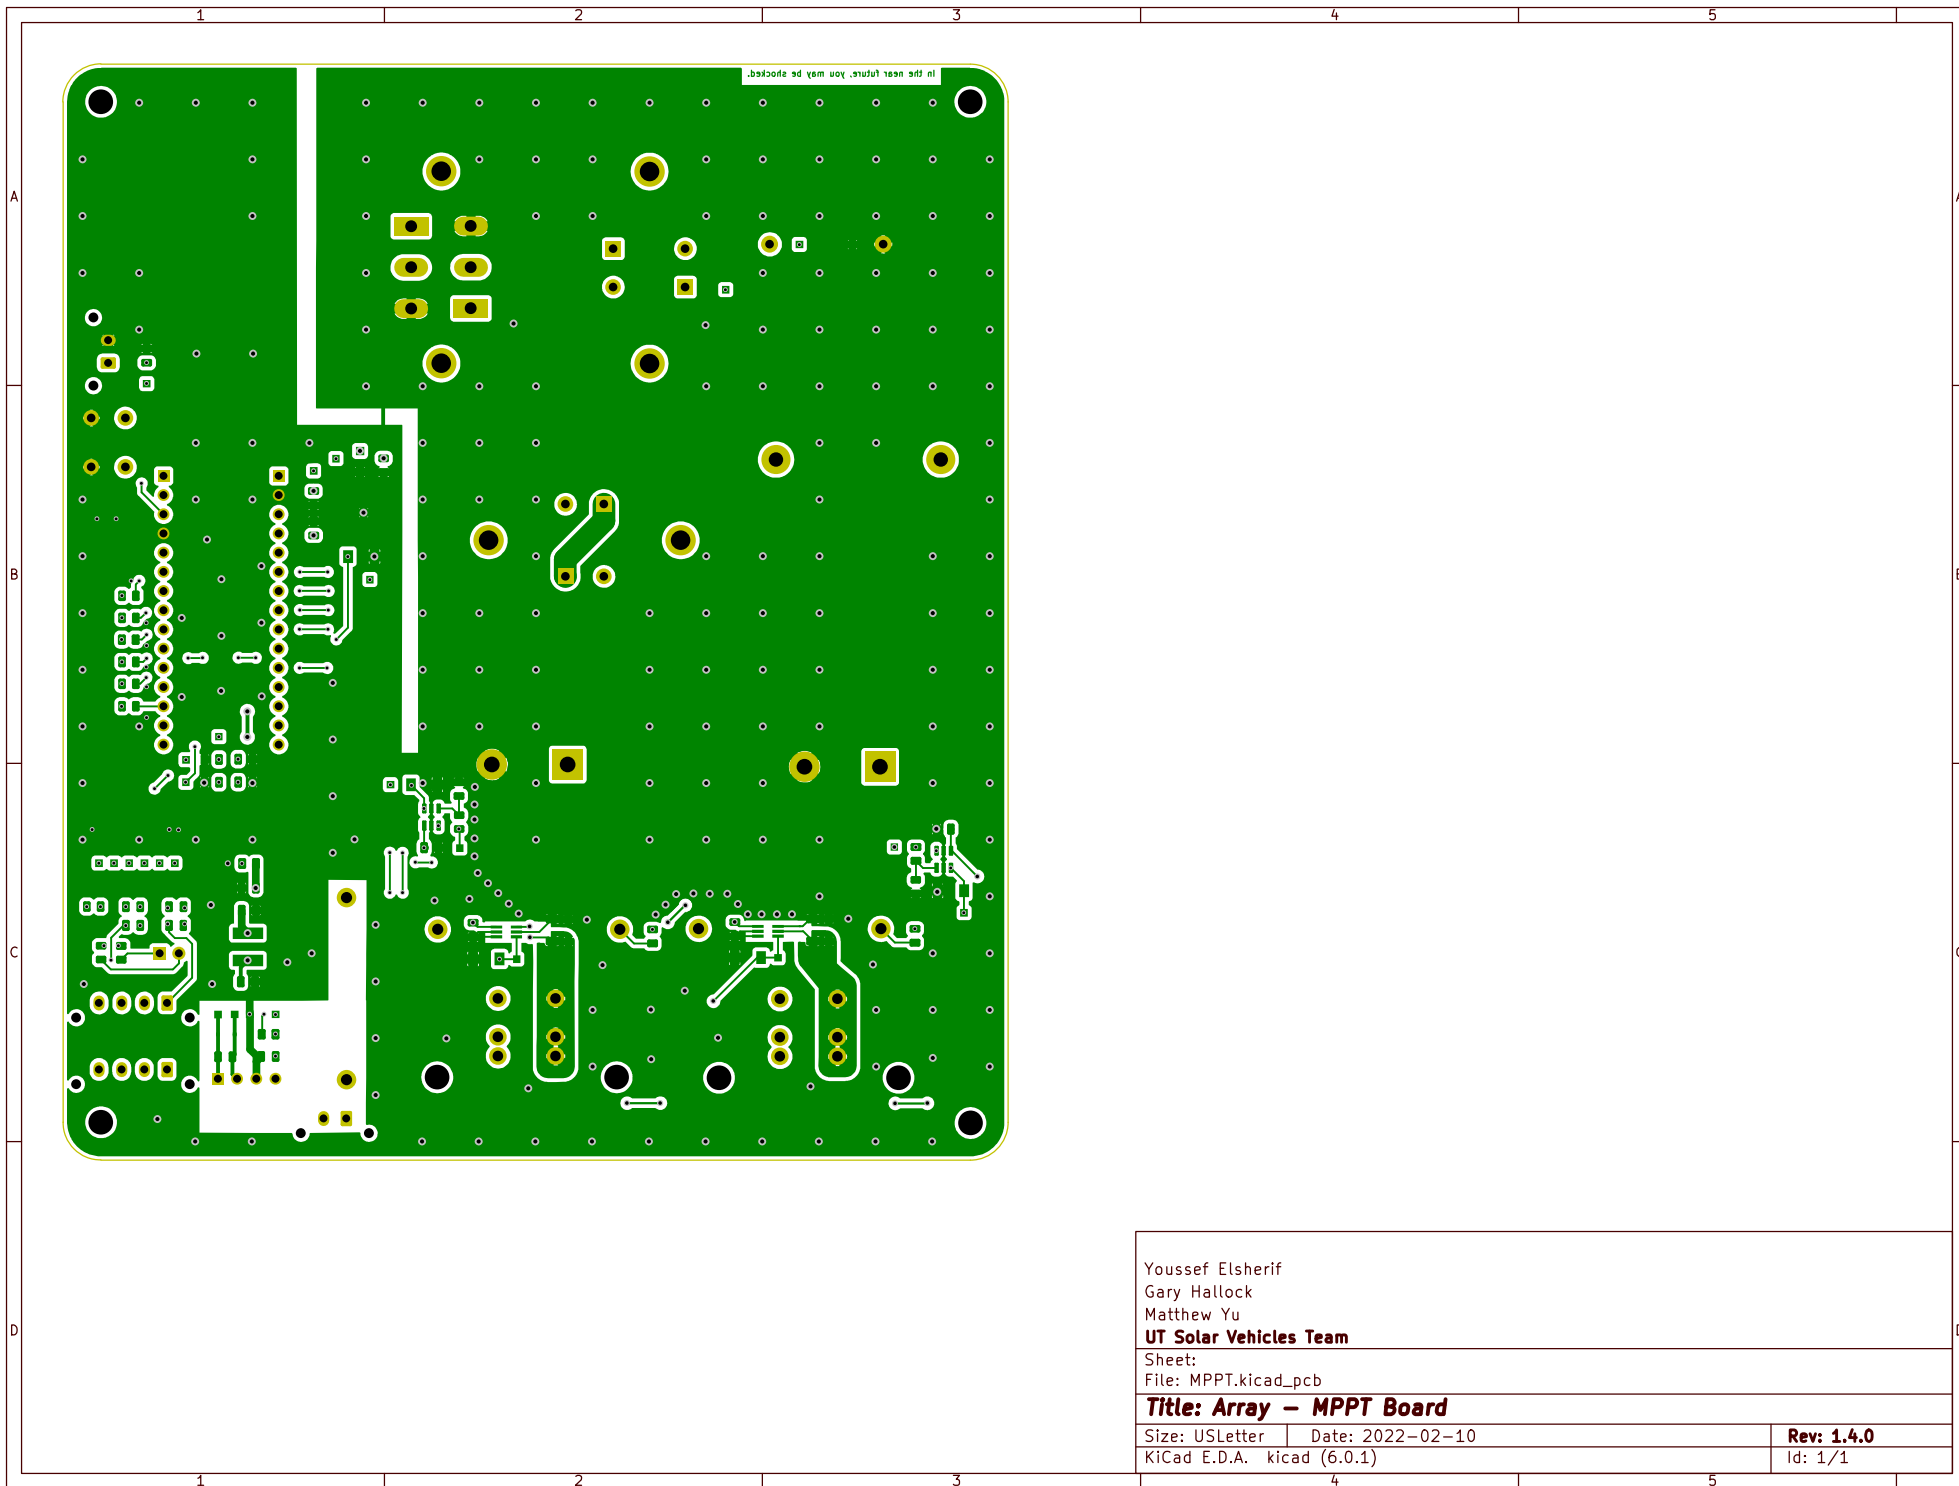 1 2 3 4 5
In the near future, you may be shocked.
A A
B B
C C
D D
Youssef Elsherif
Gary Hallock
Matthew Yu
UT Solar Vehicles Team
Sheet:
File: MPPT.kicad_pcb
Title: Array – MPPT Board
Size: USLetter Date: 2022-02-10 Rev: 1.4.0
KiCad E.D.A. kicad (6.0.1) Id: 1/1
1 2 3 4 5